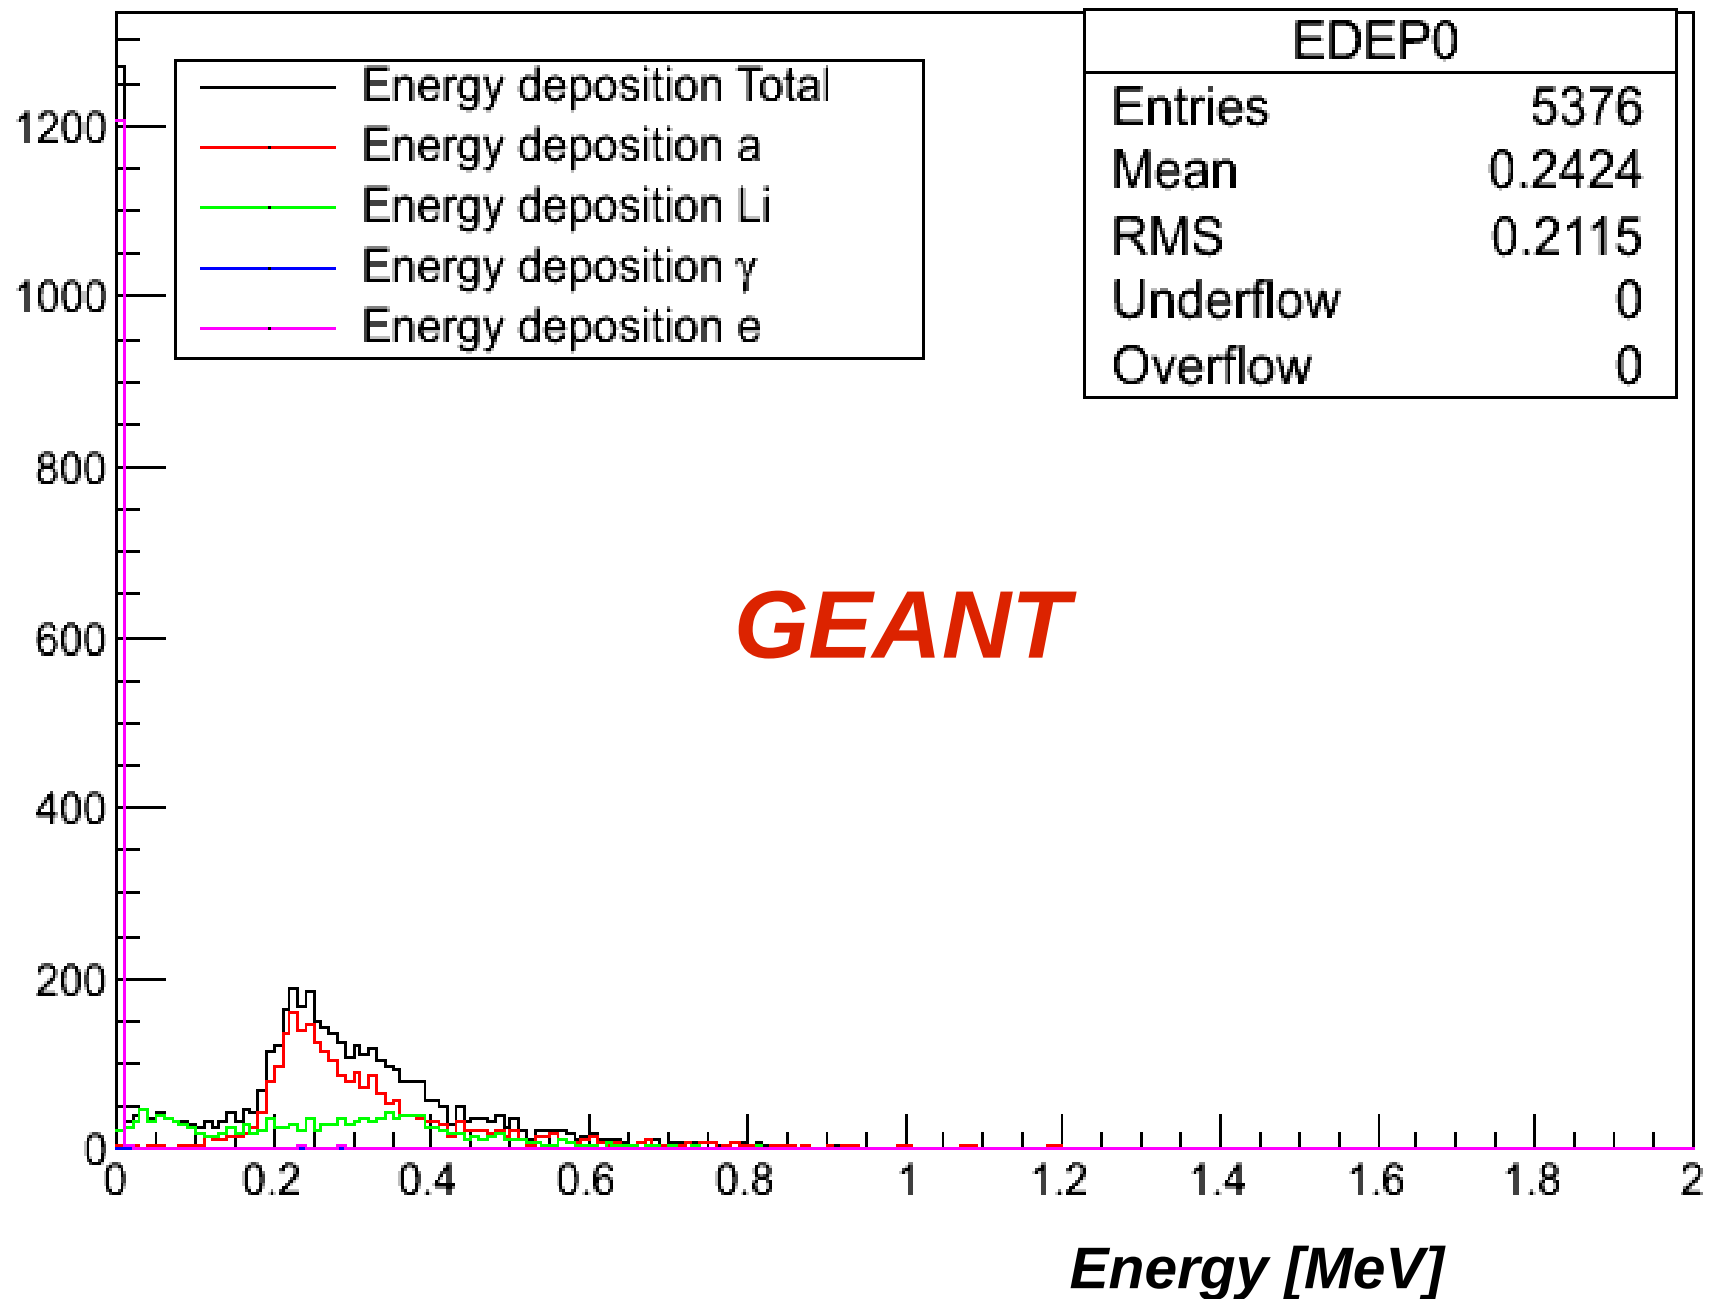 EDEP0
Entries 5376
Mean 0.2424
RMS 0.2115
Underflow 0
Overflow 0
Energy deposition Total
Energy deposition a
Energy deposition Li
Energy deposition γ
Energy deposition e
1200
1000
800
600
400
200
0
GEANT
0 0.2 0.4 0.6 0.8 1 1.2 1.4 1.6 1.8 2
Energy [MeV]